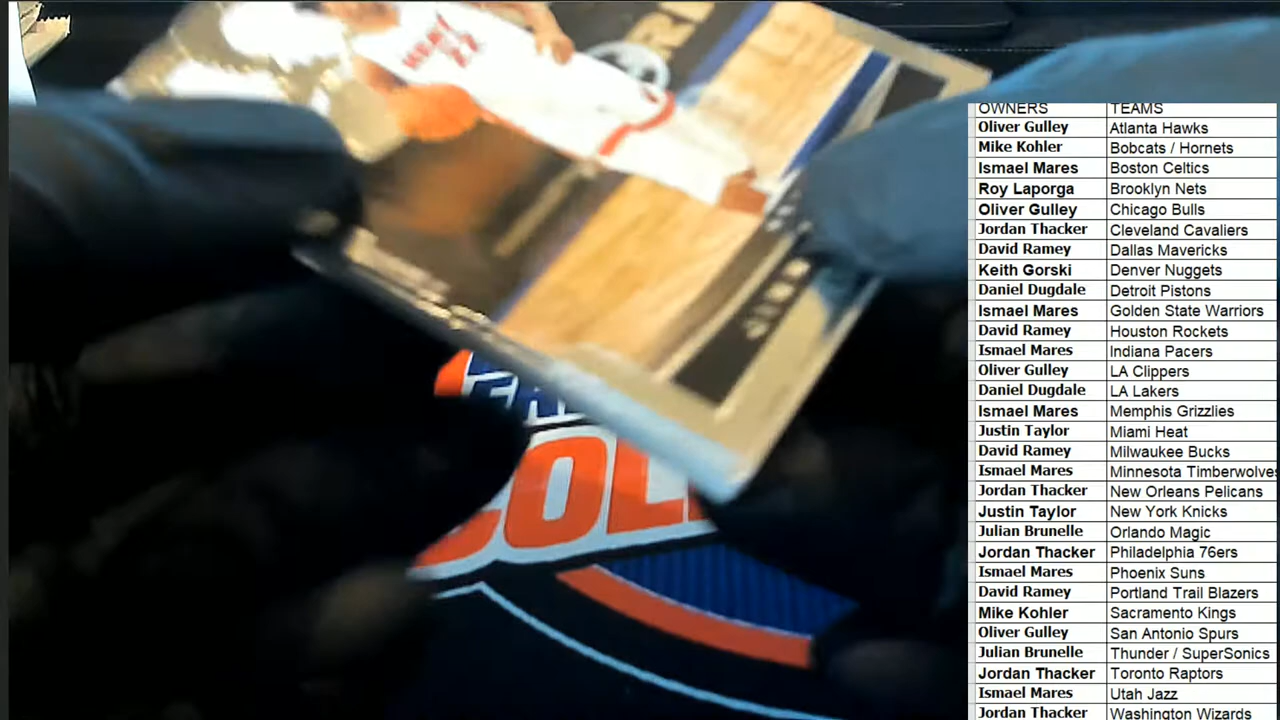 HEAT
OWNERS TEAMS
Oliver Gulley Atlanta Hawks
Mike Kohler Bobcats / Hornets
Ismael Mares Boston Celtics
Roy Laporga Brooklyn Nets
Oliver Gulley Chicago Bulls
Jordan Thacker Cleveland Cavaliers
David Ramey Dallas Mavericks
Keith Gorski Denver Nuggets
Daniel Dugdale Detroit Pistons
Ismael Mares Golden State Warriors
David Ramey Houston Rockets
Ismael Mares Indiana Pacers
Oliver Gulley LA Clippers
Daniel Dugdale LA Lakers
Ismael Mares Memphis Grizzlies
Justin Taylor Miami Heat
David Ramey Milwaukee Bucks
Ismael Mares Minnesota Timberwolves
Jordan Thacker New Orleans Pelicans
Justin Taylor New York Knicks
Julian Brunelle Orlando Magic
Jordan Thacker Philadelphia 76ers
Ismael Mares Phoenix Suns
David Ramey Portland Trail Blazers
Mike Kohler Sacramento Kings
Oliver Gulley San Antonio Spurs
Julian Brunelle Thunder / SuperSonics
Jordan Thacker Toronto Raptors
Ismael Mares Utah Jazz
Jordan Thacker Washington Wizards
COL